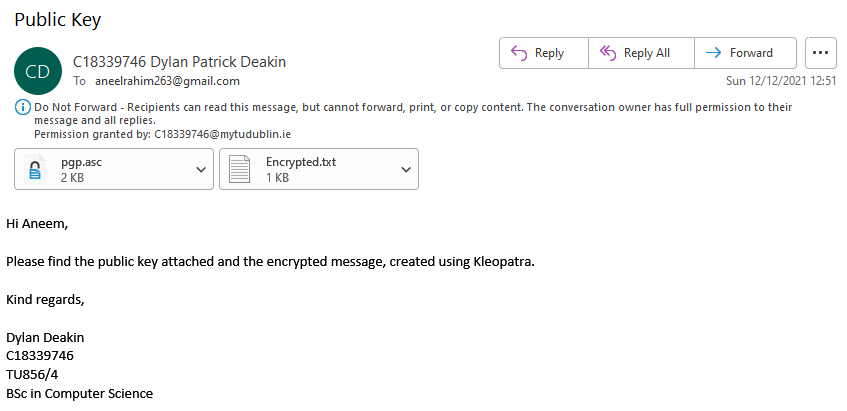 Public Key
CD
C18339746 Dylan Patrick Deakin
To aneelrahim263@gmail.com
Reply
Reply All
Forward
Sun 12/12/2021 12:51
Do Not Forward - Recipients can read this message, but cannot forward, print, or copy content. The conversation owner has full permission to their
message and all replies.
Permission granted by: C18339746@mytudublin.ie
pgp.asc
2 KB
Encrypted.txt
1 KB
Hi Aneem,
Please find the public key attached and the encrypted message, created using Kleopatra.
Kind regards,
Dylan Deakin
C18339746
TU856/4
BSc in Computer Science